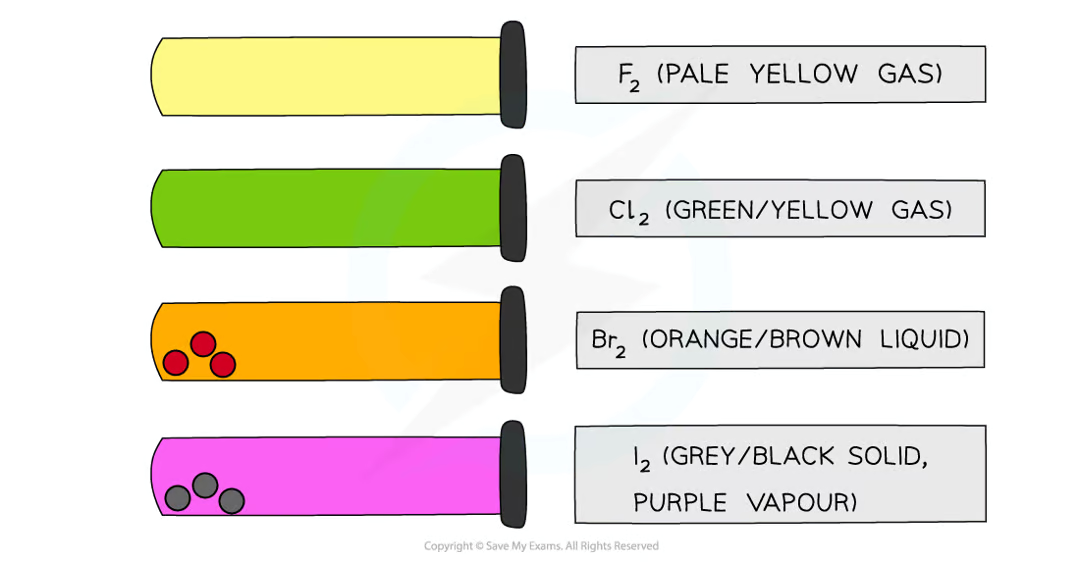 F₂ (PALE YELLOW GAS)
Cl₂ (GREEN/YELLOW GAS)
Br₂ (ORANGE/BROWN LIQUID)
I₂ (GREY/BLACK SOLID,
PURPLE VAPOUR)
Copyright © Save My Exams. All Rights Reserved